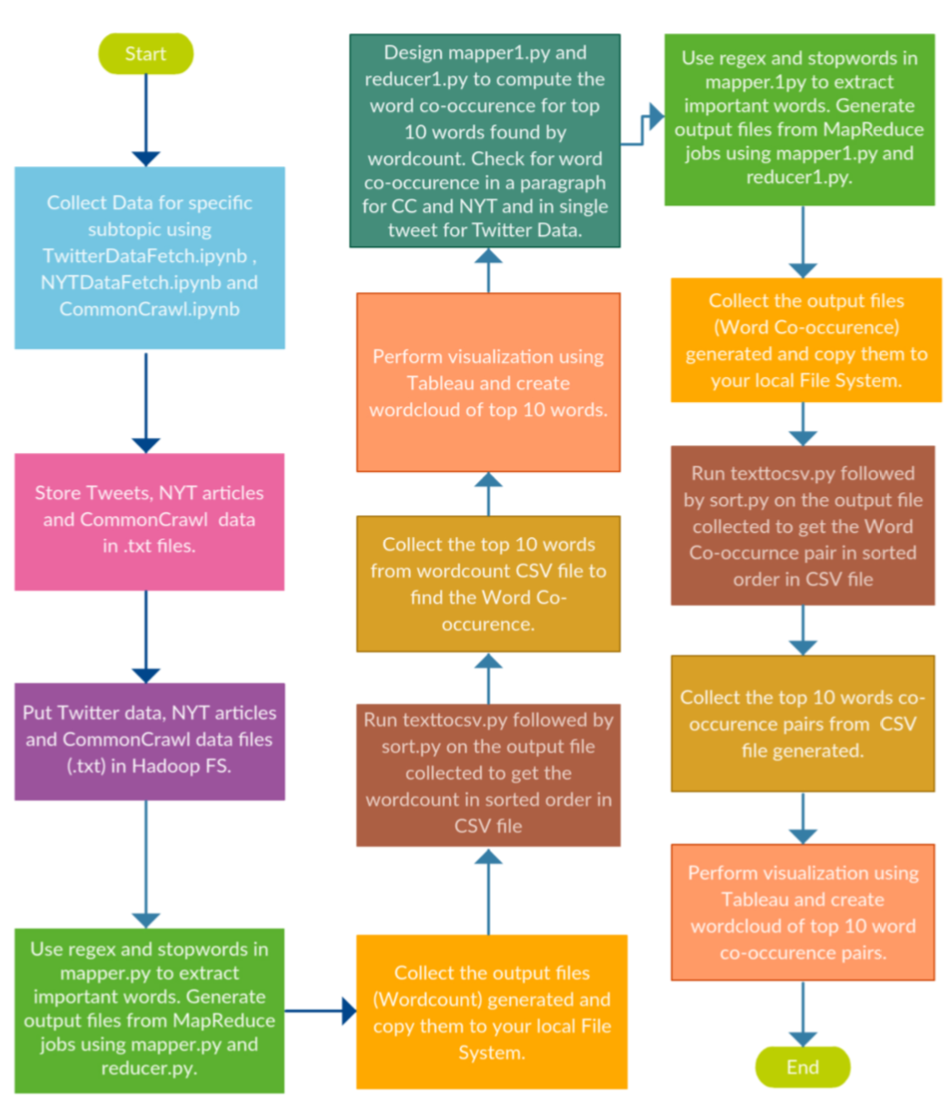 Start
Collect Data for specific
subtopic using
TwitterDataFetch.ipynb ,
NYTDataFetch.ipynb and
CommonCrawl.ipynb
Store Tweets, NYT articles
and CommonCrawl data
in .txt files.
Put Twitter data, NYT articles
and CommonCrawl data files
(.txt) in Hadoop FS.
Use regex and stopwords in
mapper.py to extract
important words. Generate
output files from MapReduce
jobs using mapper.py and
reducer.py.
Collect the output files
(Wordcount) generated and
copy them to your local File
System.
Run texttocsv.py followed by
sort.py on the output file
collected to get the
wordcount in sorted order in
CSV file
Collect the top 10 words
from wordcount CSV file to
find the Word Co-
occurence.
Perform visualization using
Tableau and create
wordcloud of top 10 words.
Design mapper1.py and
reducer1.py to compute the
word co-occurence for top
10 words found by
wordcount. Check for word
co-occurence in a paragraph
for CC and NYT and in single
tweet for Twitter Data.
Use regex and stopwords in
mapper.1py to extract
important words. Generate
output files from MapReduce
jobs using mapper1.py and
reducer1.py.
Collect the output files
(Word Co-occurence)
generated and copy them to
your local File System.
Run texttocsv.py followed
by sort.py on the output file
collected to get the Word
Co-occurnce pair in sorted
order in CSV file
Collect the top 10 words co-
occurence pairs from CSV
file generated.
Perform visualization using
Tableau and create
wordcloud of top 10 word
co-occurence pairs.
End